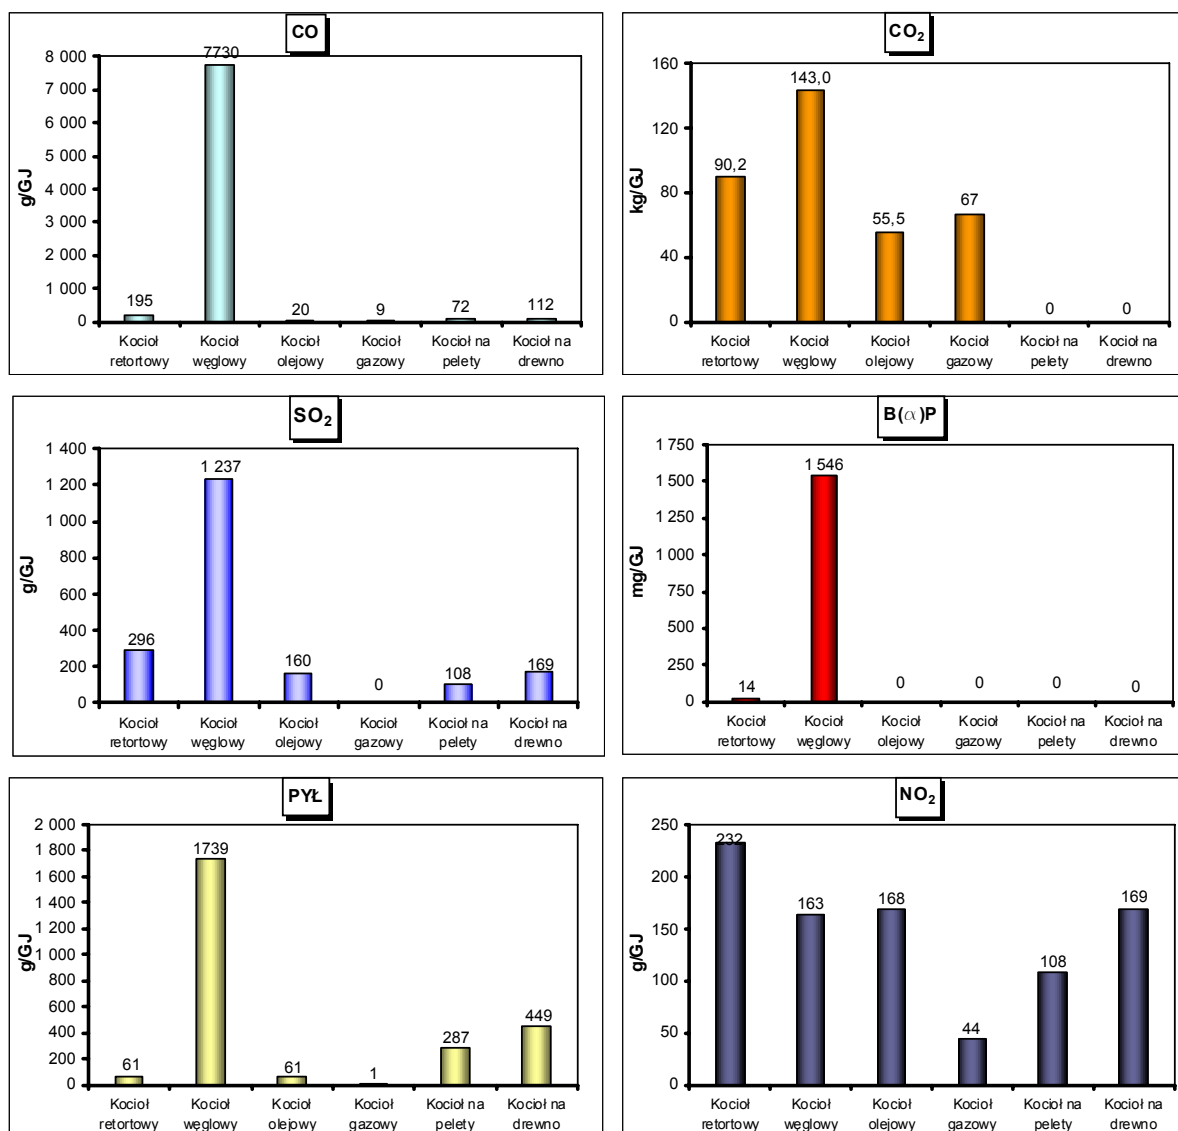 CO
8 000
7 000
6 000
5 000
4 000
3 000
2 000
1 000
0
g/GJ
195
7730
20
9
72
112
Kocioł retortowy
Kocioł węglowy
Kocioł olejowy
Kocioł gazowy
Kocioł na pelety
Kocioł na drewno
CO₂
160
120
80
40
0
kg/GJ
90,2
143,0
55,5
67
0
0
Kocioł retortowy
Kocioł węglowy
Kocioł olejowy
Kocioł gazowy
Kocioł na pelety
Kocioł na drewno
SO₂
1 400
1 200
1 000
800
600
400
200
0
g/GJ
296
1 237
160
0
108
169
Kocioł retortowy
Kocioł węglowy
Kocioł olejowy
Kocioł gazowy
Kocioł na pelety
Kocioł na drewno
B(α)P
1 750
1 500
1 250
1 000
750
500
250
0
mg/GJ
14
1 546
0
0
0
0
Kocioł retortowy
Kocioł węglowy
Kocioł olejowy
Kocioł gazowy
Kocioł na pelety
Kocioł na drewno
PYŁ
2 000
1 800
1 600
1 400
1 200
1 000
800
600
400
200
0
g/GJ
61
1739
61
1
287
449
Kocioł retortowy
Kocioł węglowy
Kocioł olejowy
Kocioł gazowy
Kocioł na pelety
Kocioł na drewno
NO₂
250
200
150
100
50
0
g/GJ
232
163
168
44
108
169
Kocioł retortowy
Kocioł węglowy
Kocioł olejowy
Kocioł gazowy
Kocioł na pelety
Kocioł na drewno